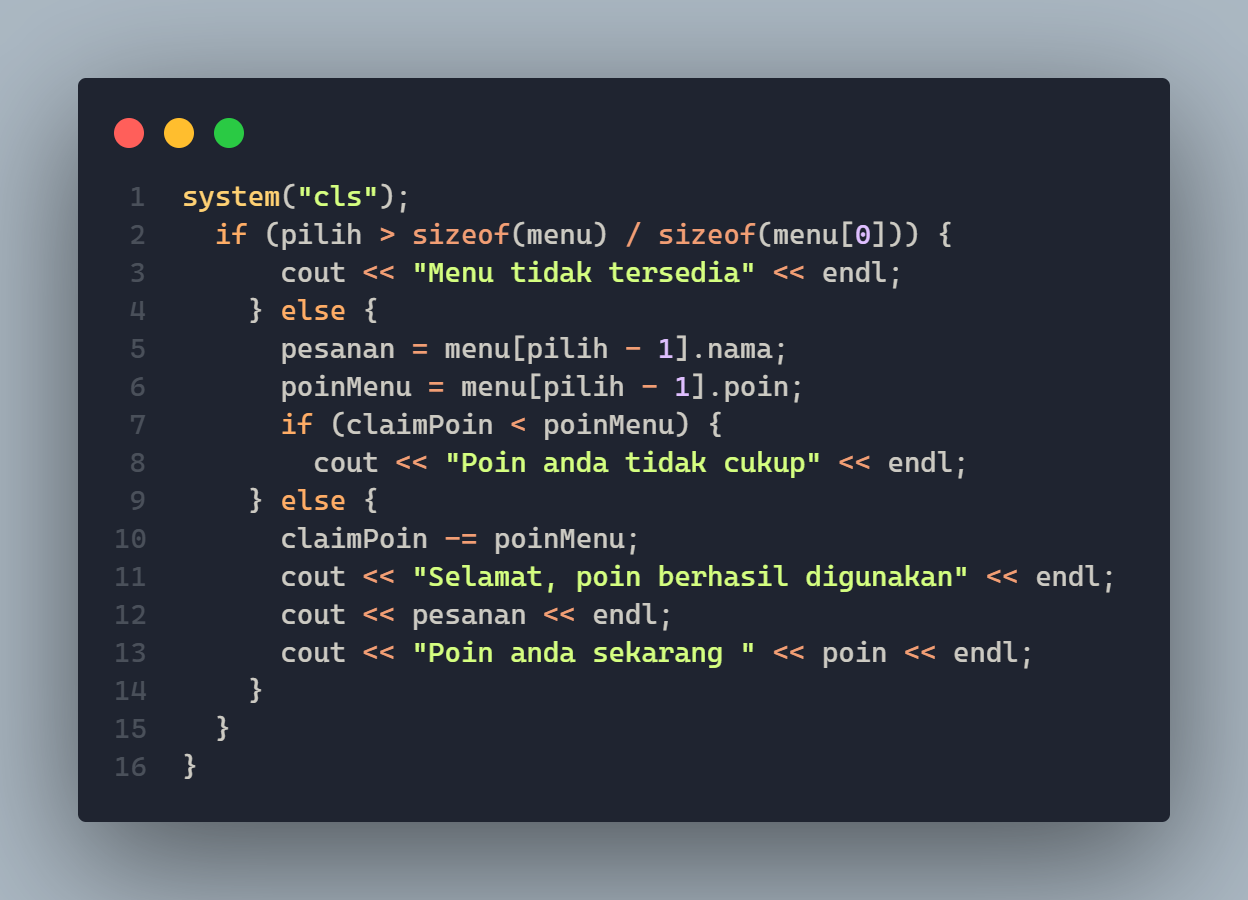 1 system("cls");
2   if (pilih > sizeof(menu) / sizeof(menu[0])) {
3       cout << "Menu tidak tersedia" << endl;
4     } else {
5       pesanan = menu[pilih - 1].nama;
6       poinMenu = menu[pilih - 1].poin;
7       if (claimPoin < poinMenu) {
8         cout << "Poin anda tidak cukup" << endl;
9     } else {
10       claimPoin -= poinMenu;
11       cout << "Selamat, poin berhasil digunakan" << endl;
12       cout << pesanan << endl;
13       cout << "Poin anda sekarang " << poin << endl;
14     }
15   }
16 }